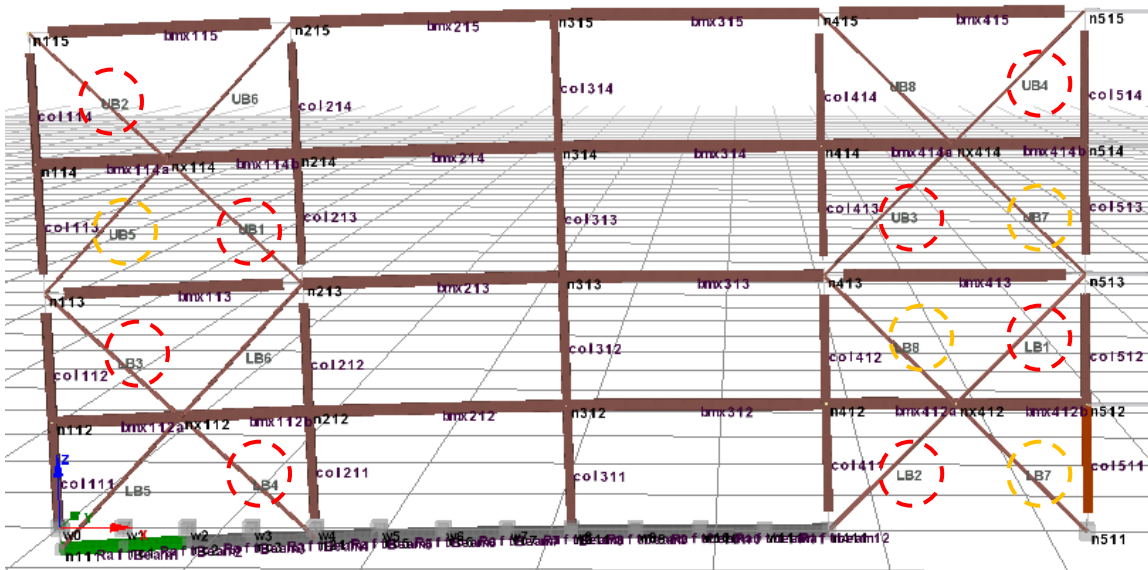 n115 bmx115 n215 bmx215 n315 bmx315 n415 bmx415 n515
UB2 UB6 UB8 UB4
col114 col214 col314 col414 col514
n114 bmx114a nx114 bmx114b n214 bmx214 n314 bmx314 n414 bmx414a nx414 bmx414b n514
col113 UB5 UB1 col213 col313 col413 UB3 UB7 col513
n113 bmx113 n213 bmx213 n313 bmx313 n413 bmx413 n513
col112 LB3 LB6 col212 col312 col412 LB8 LB1 col512
n112 bmx112a nx112 bmx112b n212 bmx212 n312 bmx312 n412 bmx412a nx412 bmx412b n512
col111 LB5 LB4 col211 col311 col411 LB2 LB7 col511
Z
Y
X
w0 w1 w2 w3 w4 w5
n511